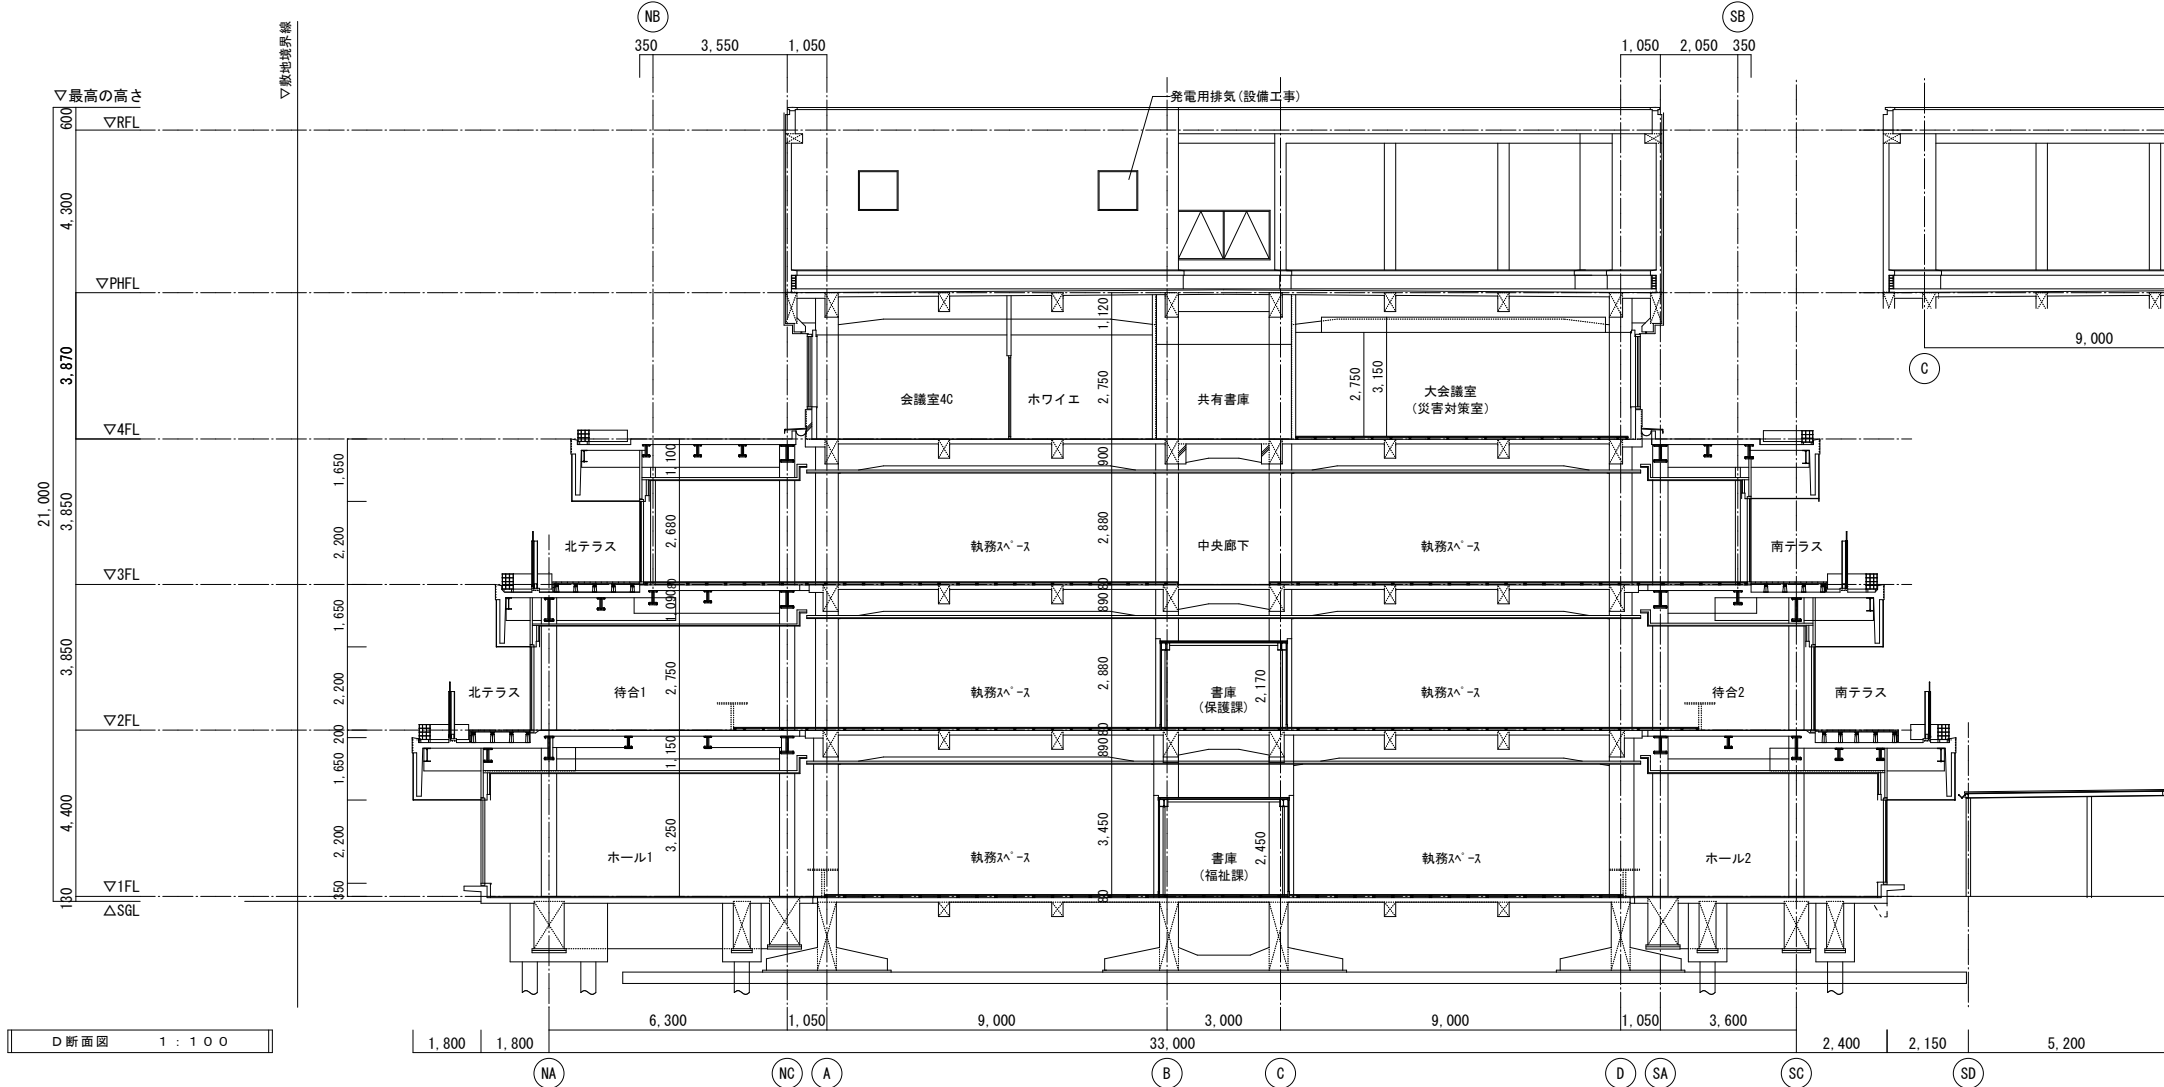 NB
SB
▽敷地境界線
350 3,550 1,050
1,050 2,050 350
▽最高の高さ
発電用排気(設備工事)
600
▽RFL
4,300
▽PHFL
1,120
9,000
C
3,870
2,750
2,750
3,150
会議室4C
ホワイエ
共有書庫
大会議室
(災害対策室)
▽4FL
1,650
1,100
900
21,000
3,850
2,200
2,680
2,880
北テラス
執務スペース
中央廊下
執務スペース
南テラス
▽3FL
80
80
1,650
1,090
890
3,850
2,200
2,750
2,880
2,170
北テラス
待合1
執務スペース
書庫
(保護課)
執務スペース
待合2
南テラス
▽2FL
200
80
1,650
1,150
890
4,400
2,200
3,250
3,450
2,450
ホール1
執務スペース
書庫
(福祉課)
執務スペース
ホール2
▽1FL
350
80
130
△SGL
6,300 1,050 9,000 3,000 9,000 1,050 3,600
D断面図 1:100
1,800 1,800 33,000 2,400 2,150 5,200
NA NC A B C D SA SC SD